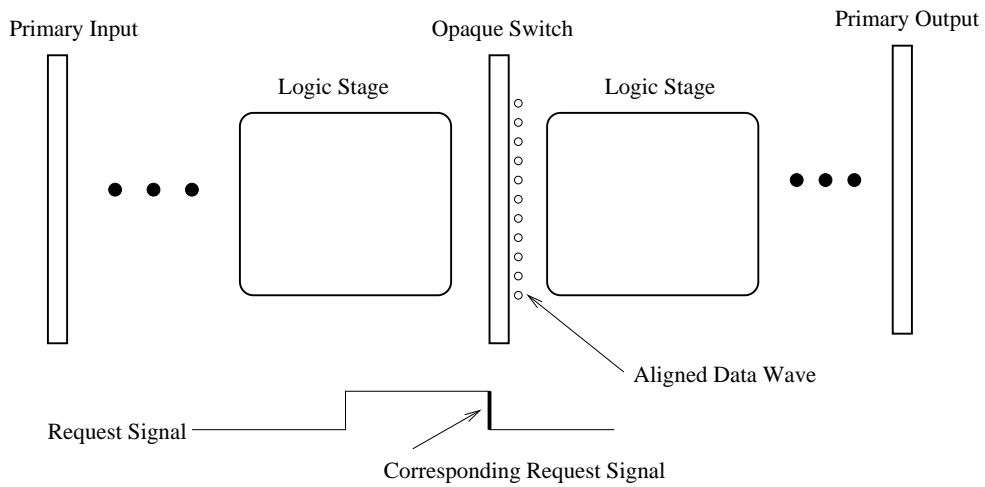 Primary Input
Opaque Switch
Primary Output
Logic Stage
Logic Stage
Aligned Data Wave
Request Signal
Corresponding Request Signal